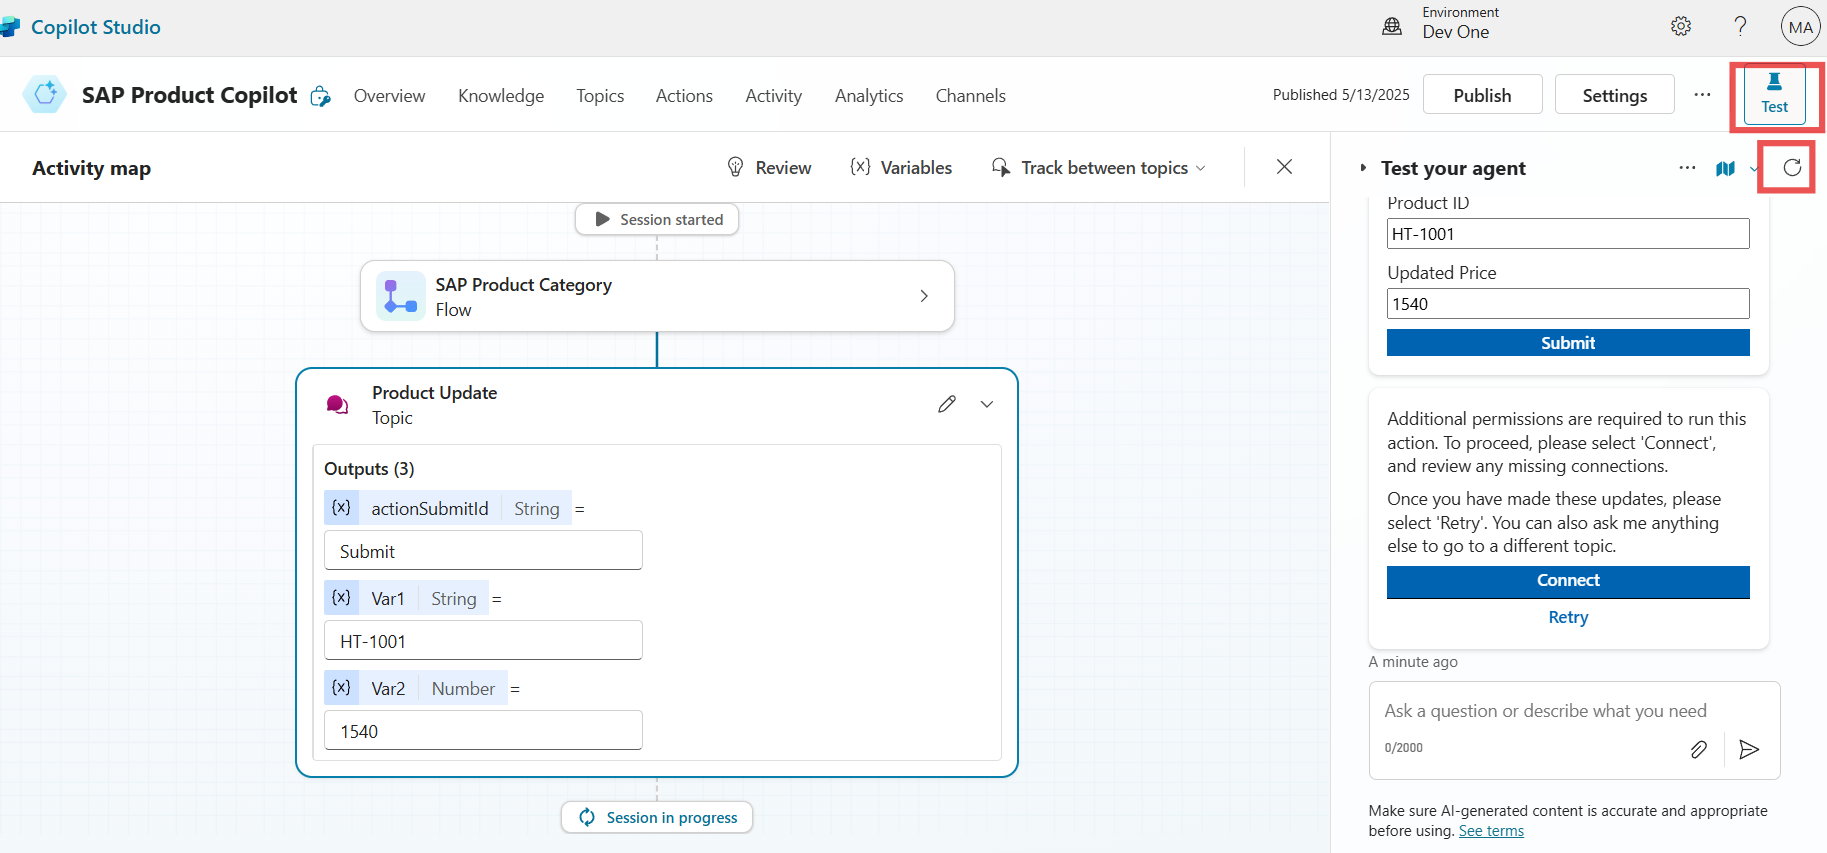 Copilot Studio
Environment
Dev One
MA
SAP Product Copilot
Overview
Knowledge
Topics
Actions
Activity
Analytics
Channels
Published 5/13/2025
Publish
Settings
...
Test
Activity map
Review
{x} Variables
Track between topics
Test your agent
...
Session started
SAP Product Category
Flow
Product Update
Topic
Outputs (3)
{x} actionSubmitId String =
Submit
{x} Var1 String =
HT-1001
{x} Var2 Number =
1540
Session in progress
Product ID
HT-1001
Updated Price
1540
Submit
Additional permissions are required to run this
action. To proceed, please select 'Connect',
and review any missing connections.
Once you have made these updates, please
select 'Retry'. You can also ask me anything
else to go to a different topic.
Connect
Retry
A minute ago
Ask a question or describe what you need
0/2000
Make sure AI-generated content is accurate and appropriate
before using. See terms